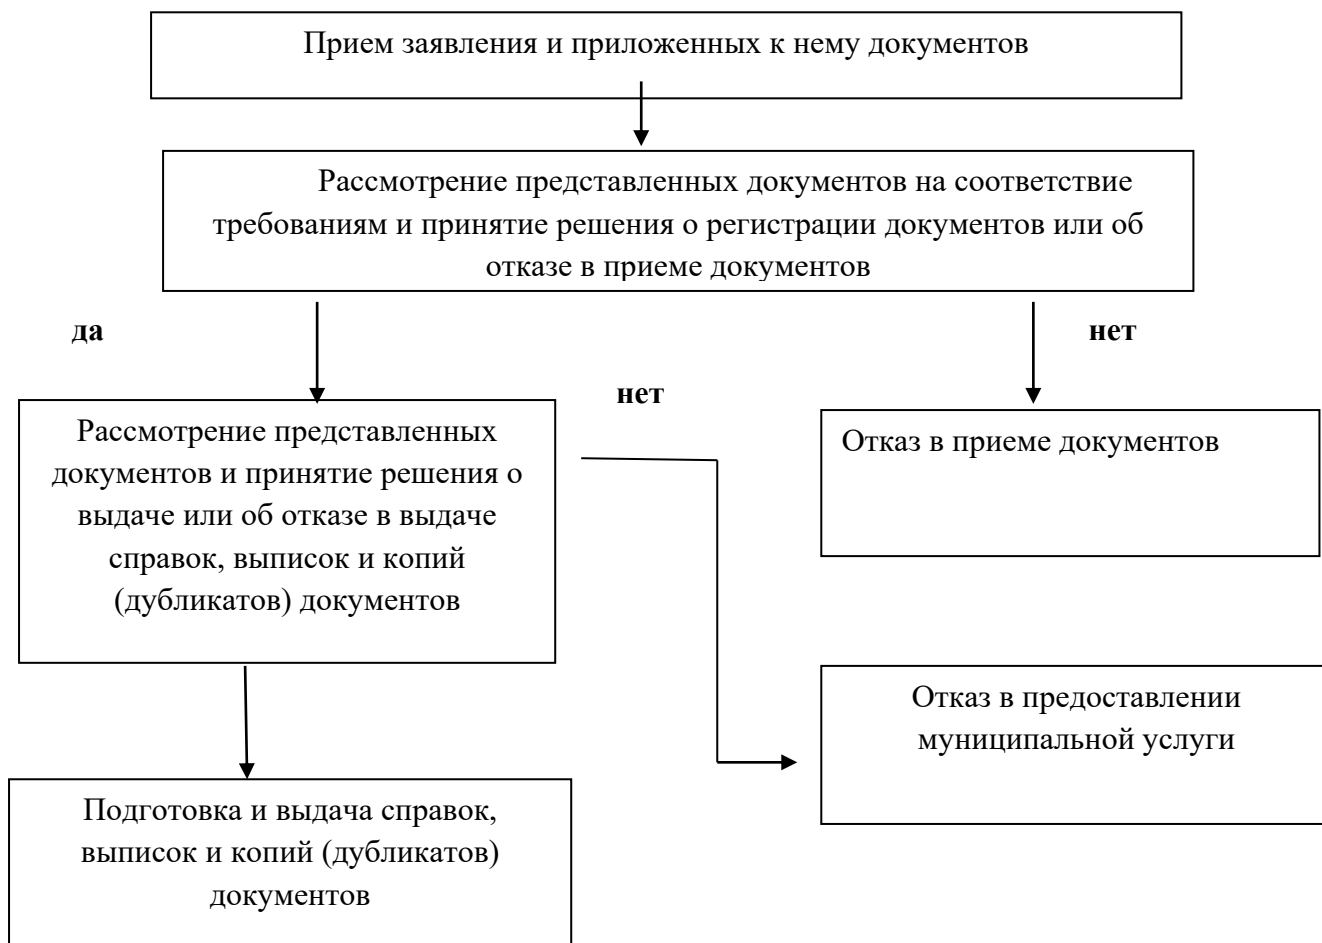 Прием заявления и приложенных к нему документов
Рассмотрение представленных документов на соответствие
требованиям и принятие решения о регистрации документов или об
отказе в приеме документов
да
нет
нет
Рассмотрение представленных
документов и принятие решения о
выдаче или об отказе в выдаче
справок, выписок и копий
(дубликатов) документов
Отказ в приеме документов
Отказ в предоставлении
муниципальной услуги
Подготовка и выдача справок,
выписок и копий (дубликатов)
документов